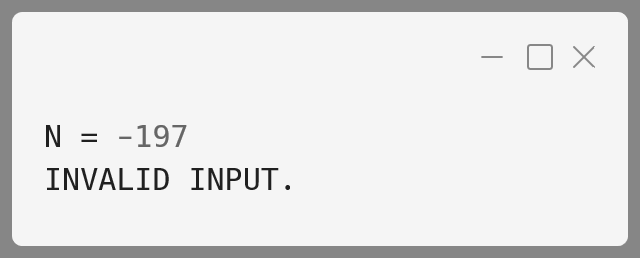 N = -197
INVALID INPUT.